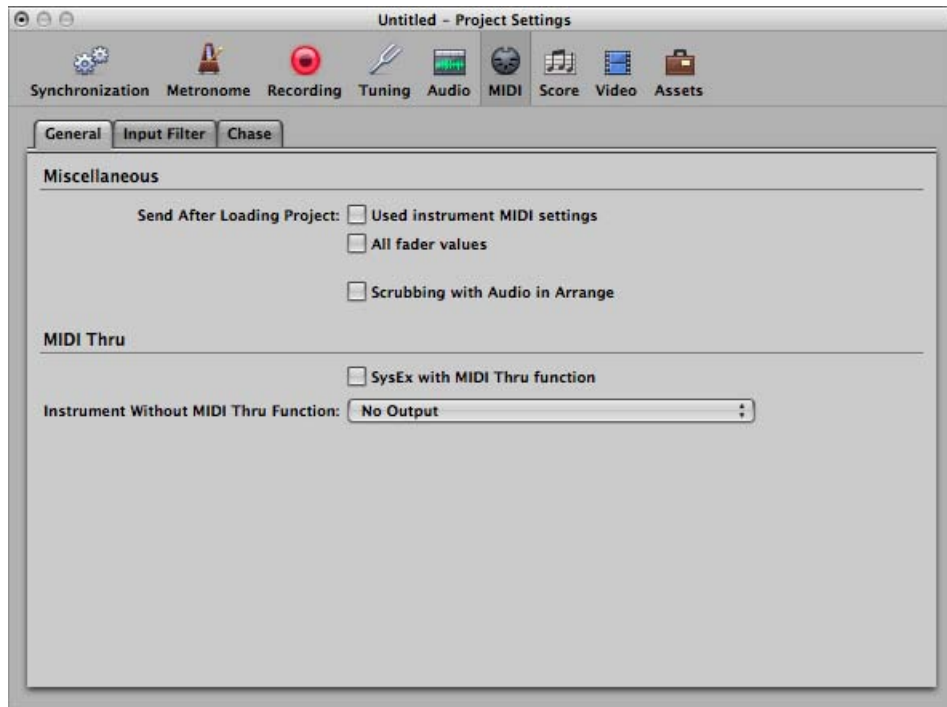 Untitled – Project Settings
Synchronization Metronome Recording Tuning Audio MIDI Score Video Assets
General Input Filter Chase
Miscellaneous
Send After Loading Project: Used instrument MIDI settings
All fader values
Scrubbing with Audio in Arrange
MIDI Thru
SysEx with MIDI Thru function
Instrument Without MIDI Thru Function: No Output